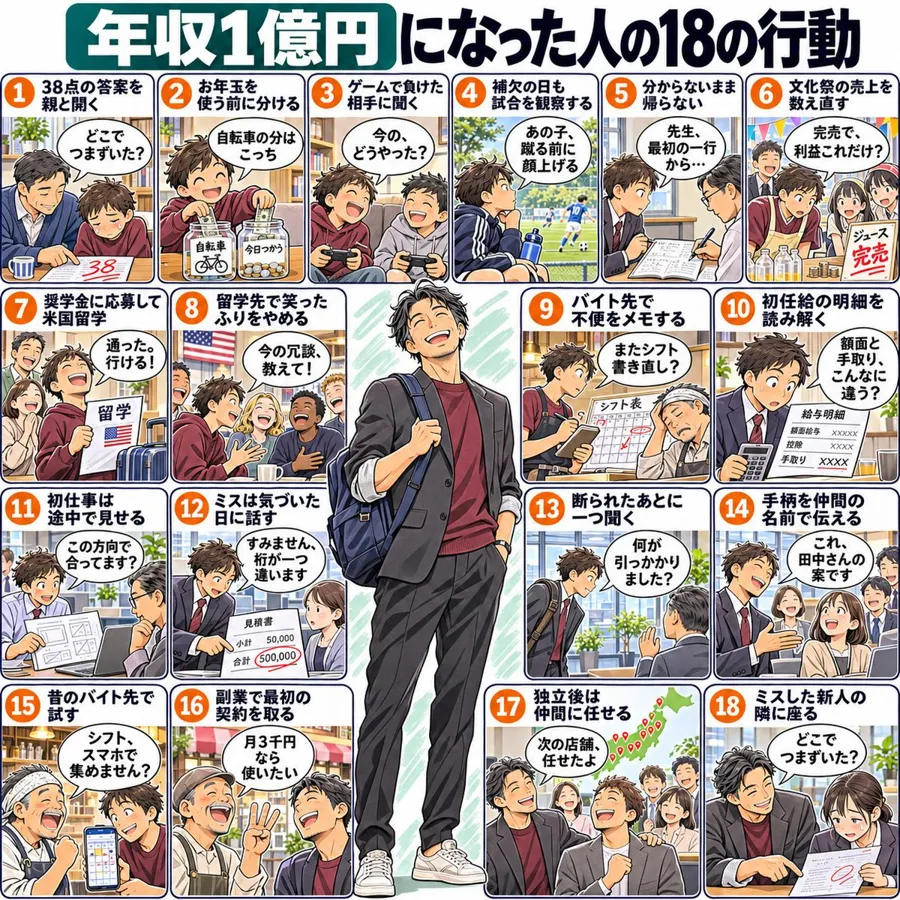 年収1億円になった人の18の行動
1
38点の答案を
親と開く
どこで
つまずいた?
38
2
お年玉を
使う前に分ける
自転車の分は
こっち
自転車
今日つかう
3
ゲームで負けた
相手に聞く
今の、
どうやった?
4
補欠の日も
試合を観察する
あの子、
蹴る前に
顔上げる
5
分からないまま
帰らない
先生、
最初の一行
から…
6
文化祭の売上を
数え直す
完売で、
利益これだけ?
ジュース
完売
7
奨学金に応募して
米国留学
通った。
行ける!
留学
8
留学先で笑った
ふりをやめる
今の冗談、
教えて!
9
バイト先で
不便をメモする
またシフト
書き直し?
シフト表
10
初任給の明細を
読み解く
額面と
手取り、
こんなに
違う?
給与明細
額面給与 XXXXX
控除 XXXXX
手取り XXXX
11
初仕事は
途中で見せる
この方向で
合ってます?
12
ミスは気づいた
日に話す
すみません、
桁が一つ
違います
見積書
小計 50,000
合計 500,000
13
断られたあとに
一つ聞く
何が
引っかかり
ました?
14
手柄を仲間の
名前で伝える
これ、
田中さんの
案です
15
昔のバイト先で
試す
シフト、
スマホで
集めません?
16
副業で最初の
契約を取る
月3千円
なら
使いたい
17
独立後は
仲間に任せる
次の店舗、
任せたよ
18
ミスした新人の
隣に座る
どこで
つまずいた?